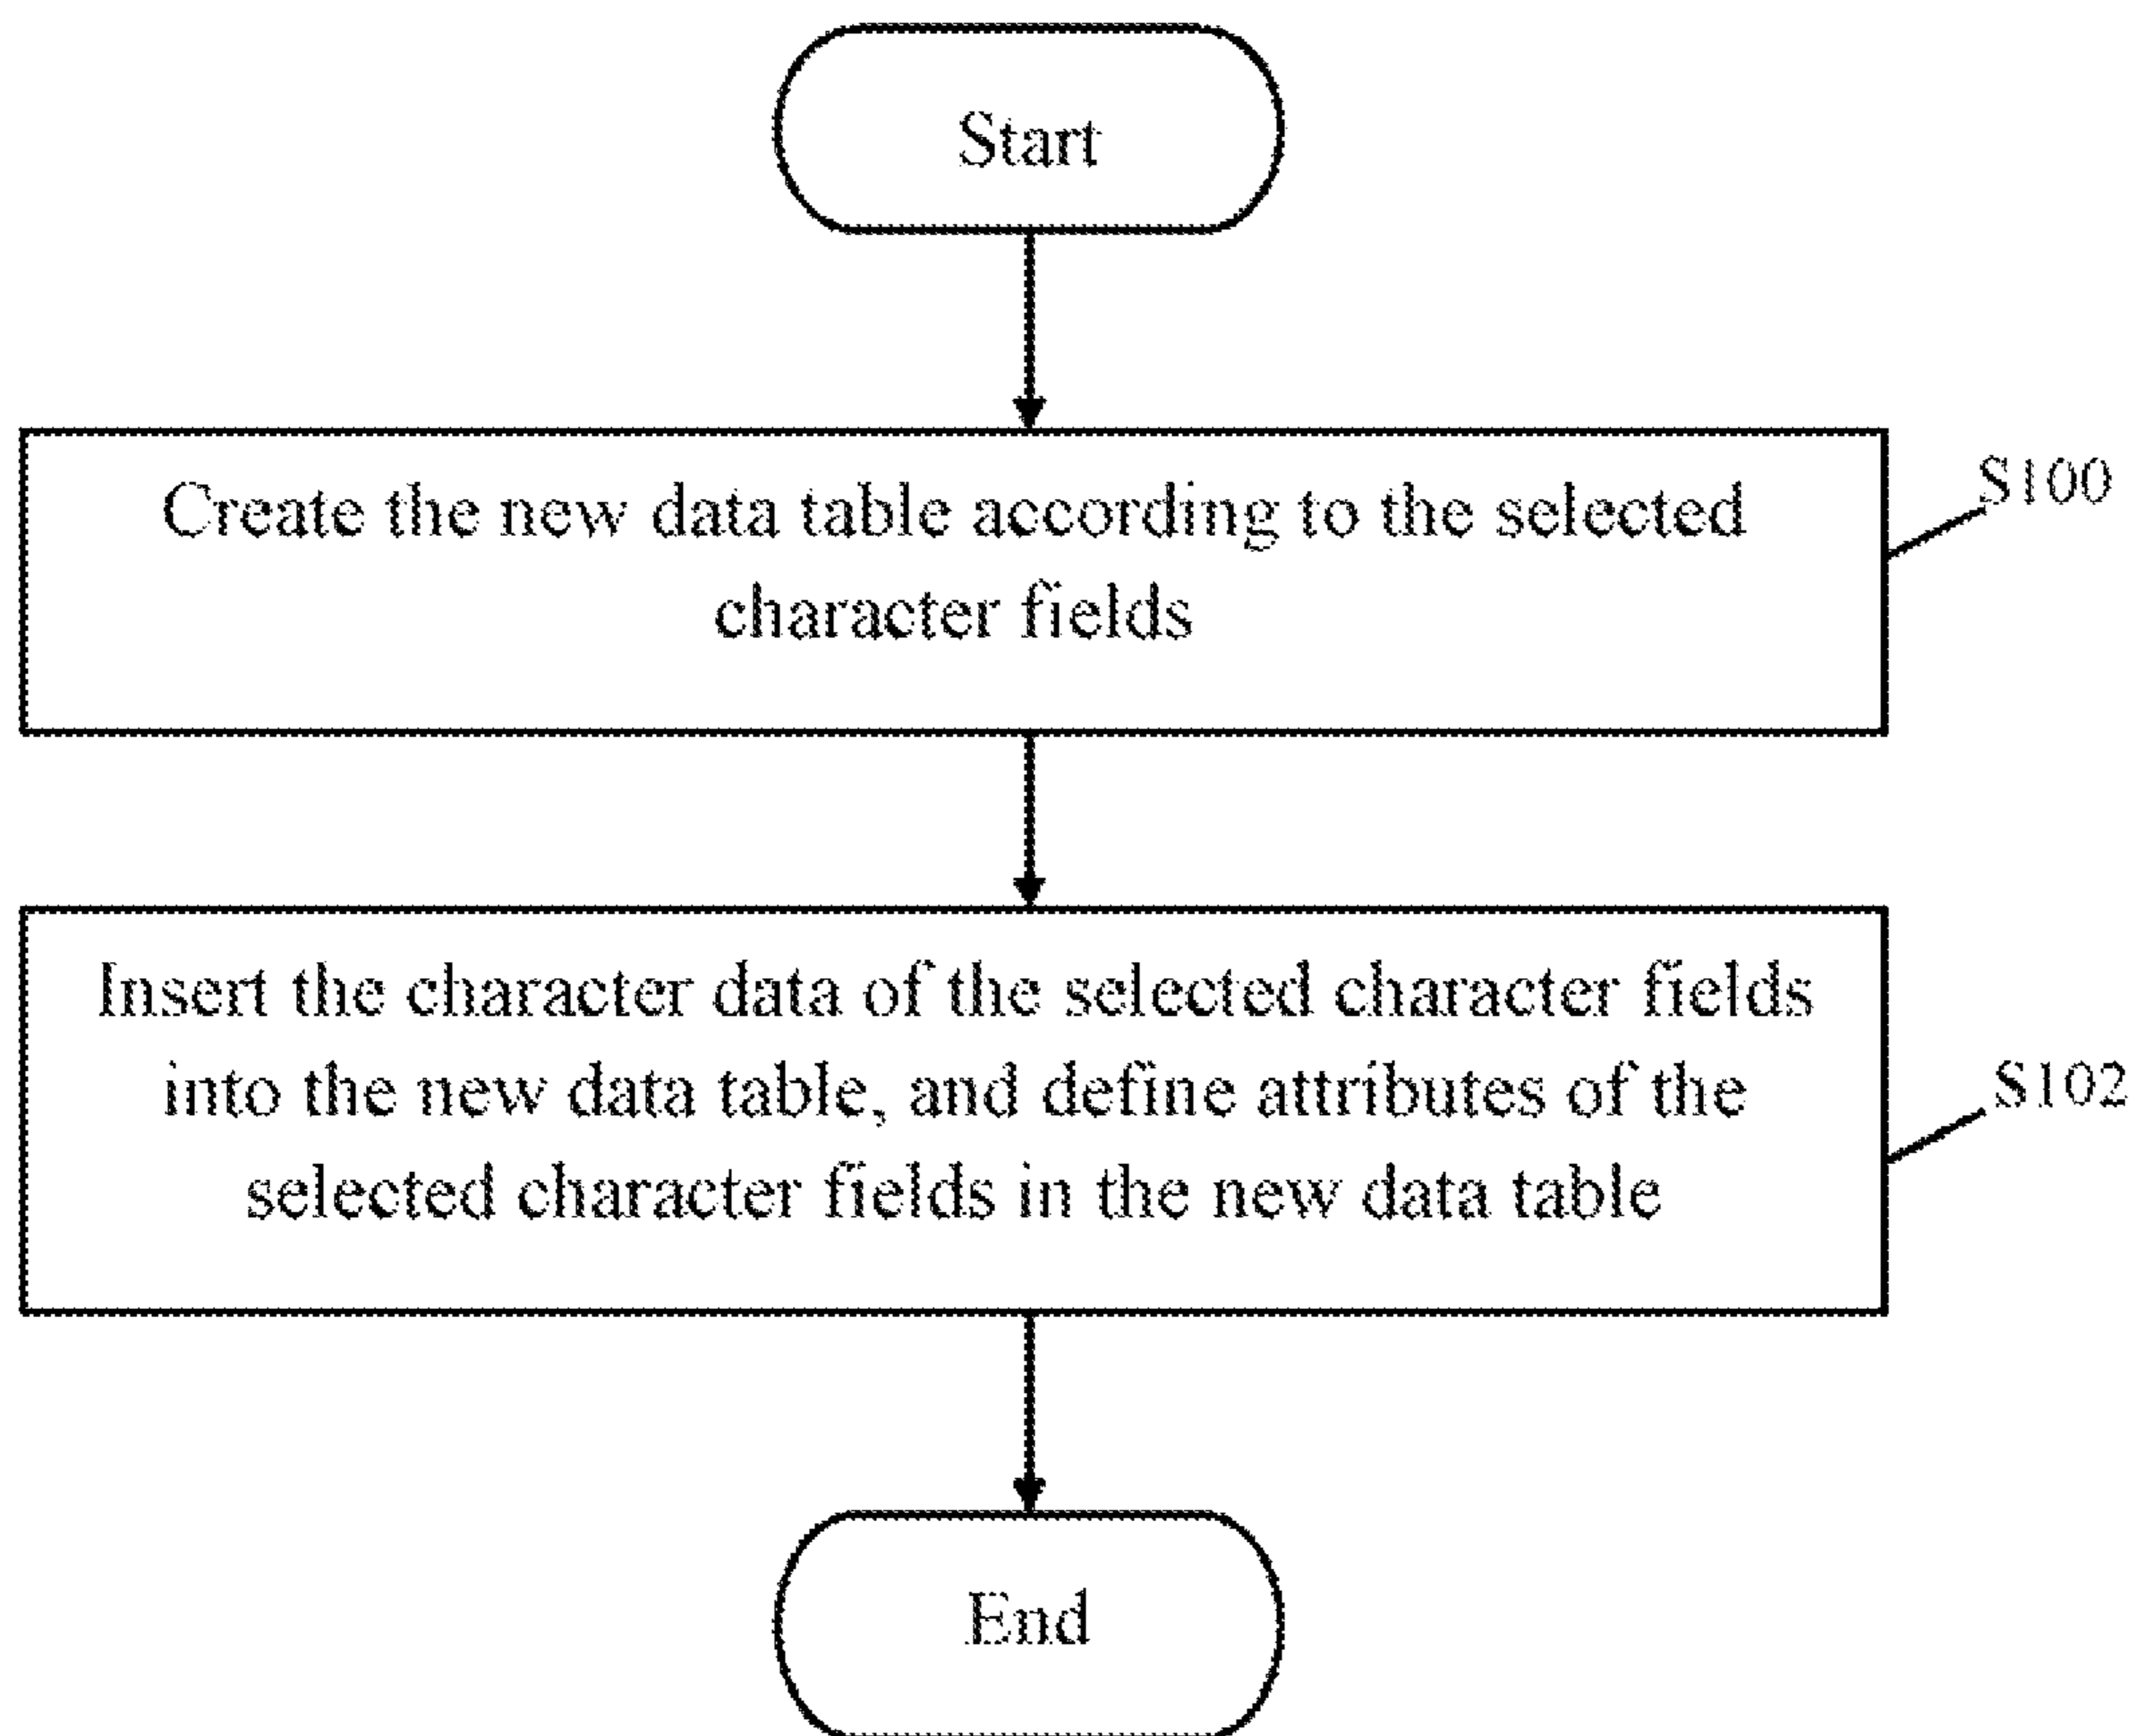 Start
Create the new data table according to the selected
character fields
S100
Insert the character data of the selected character fields
into the new data table, and define attributes of the
selected character fields in the new data table
S102
End